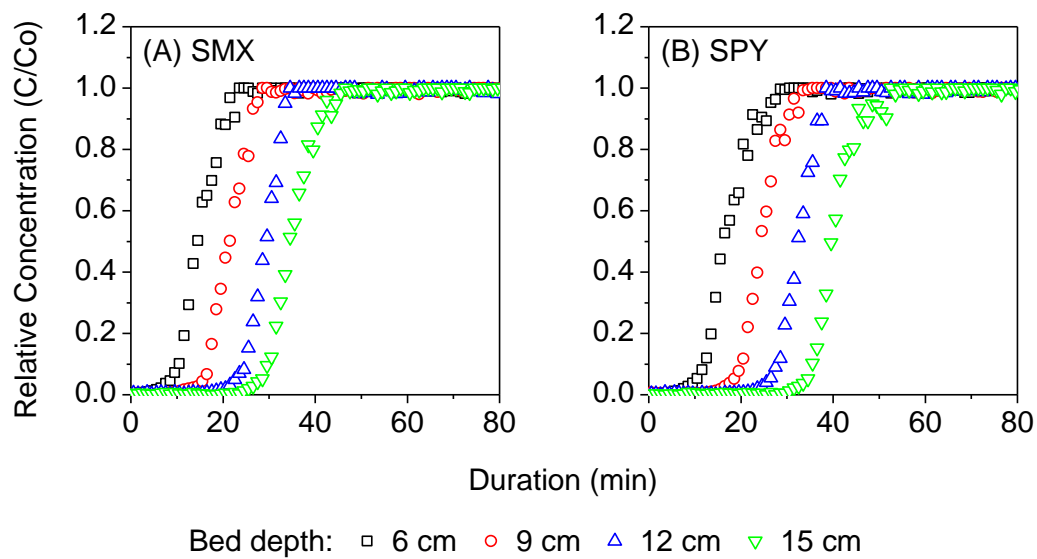 Relative Concentration (C/Co)
(A) SMX
1.2
1.0
0.8
0.6
0.4
0.2
0.0
0 20 40 60 80
(B) SPY
1.2
1.0
0.8
0.6
0.4
0.2
0.0
0 20 40 60 80
Duration (min)
Bed depth: 6 cm 9 cm 12 cm 15 cm